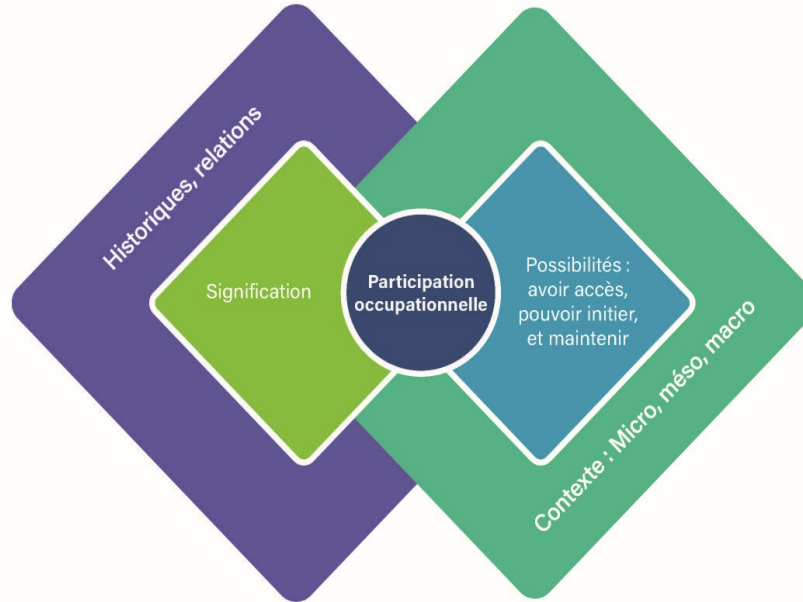 Historiques, relations
Signification
Participation
occupationnelle
Possibilités :
avoir accès,
pouvoir initier,
et maintenir
Contexte : Micro, méso, macro